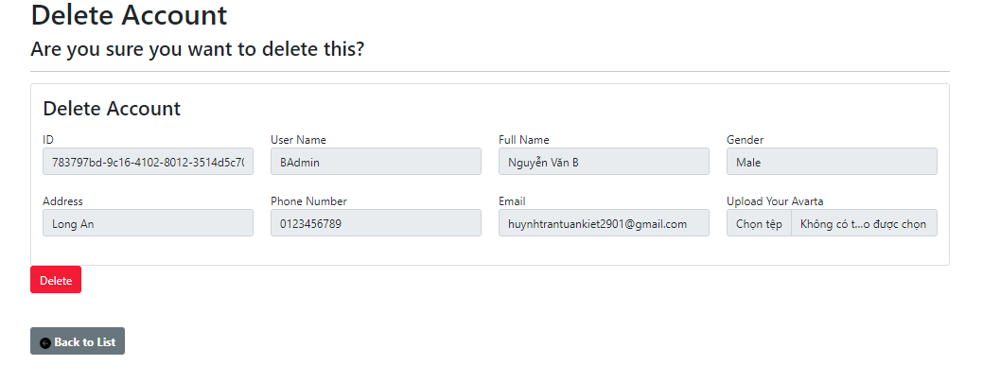 Delete Account
Are you sure you want to delete this?
Delete Account
ID User Name Full Name Gender
783797bd-9c16-4102-8012-3514d5c70 BAdmin Nguyễn Văn B Male
Address Phone Number Email Upload Your Avarta
Long An 0123456789 huynhtrantuankiet2901@gmail.com Chọn tệp Không có t...o được chọn
Delete
Back to List